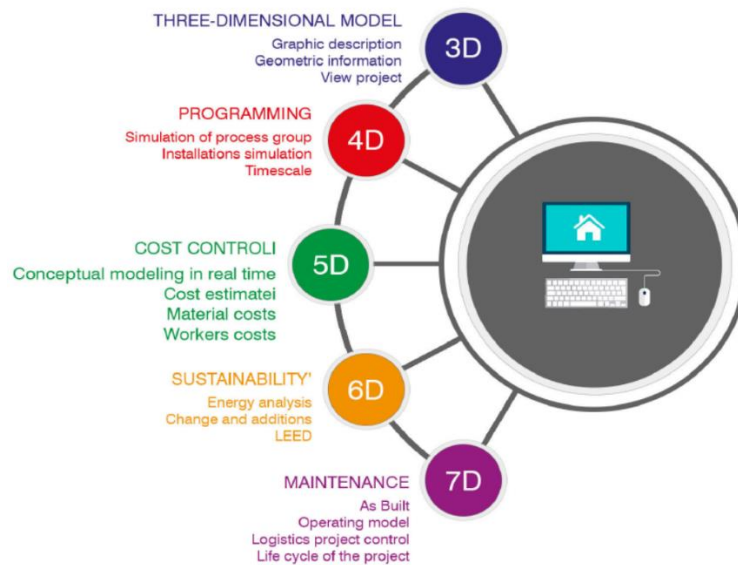 THREE-DIMENSIONAL MODEL
Graphic description
Geometric information
View project
3D
PROGRAMMING
Simulation of process group
Installations simulation
Timescale
4D
COST CONTROLI
Conceptual modeling in real time
Cost estimatei
Material costs
Workers costs
5D
SUSTAINABILITY'
Energy analysis
Change and additions
LEED
6D
MAINTENANCE
As Built
Operating model
Logistics project control
Life cycle of the project
7D